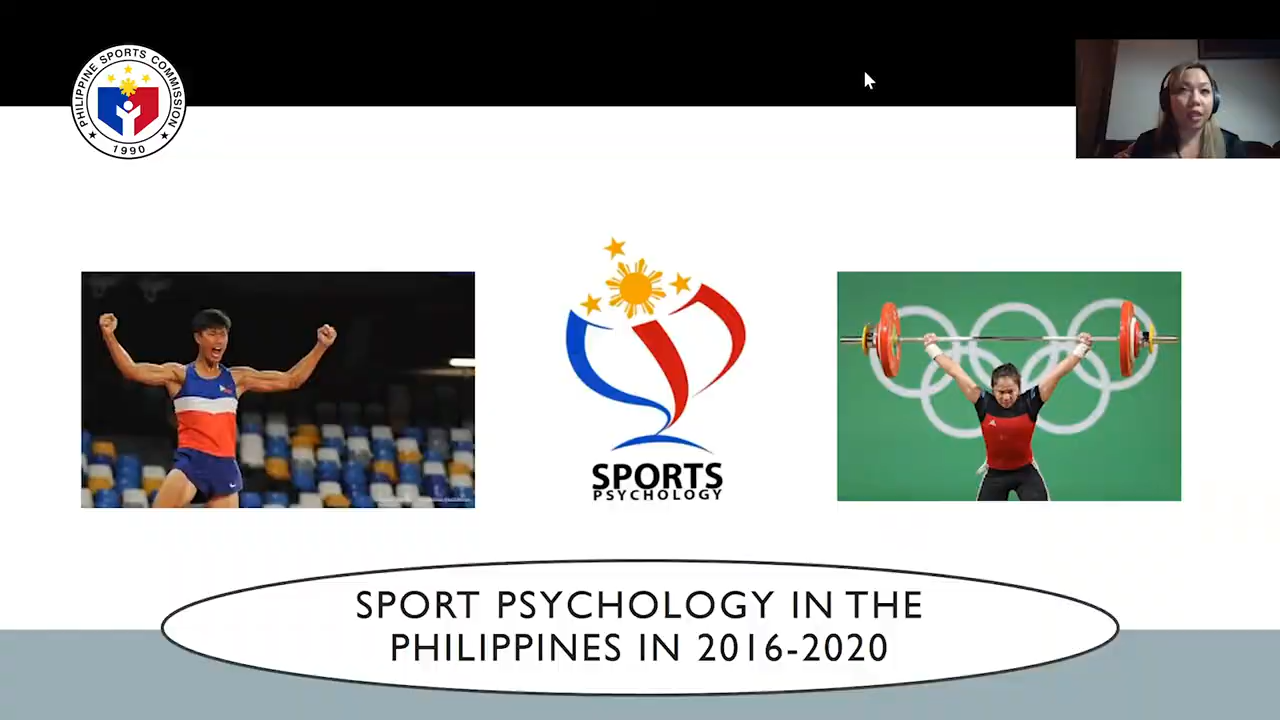 PHILIPPINE SPORTS COMMISSION
1990
SPORTS
PSYCHOLOGY
SPORT PSYCHOLOGY IN THE
PHILIPPINES IN 2016-2020